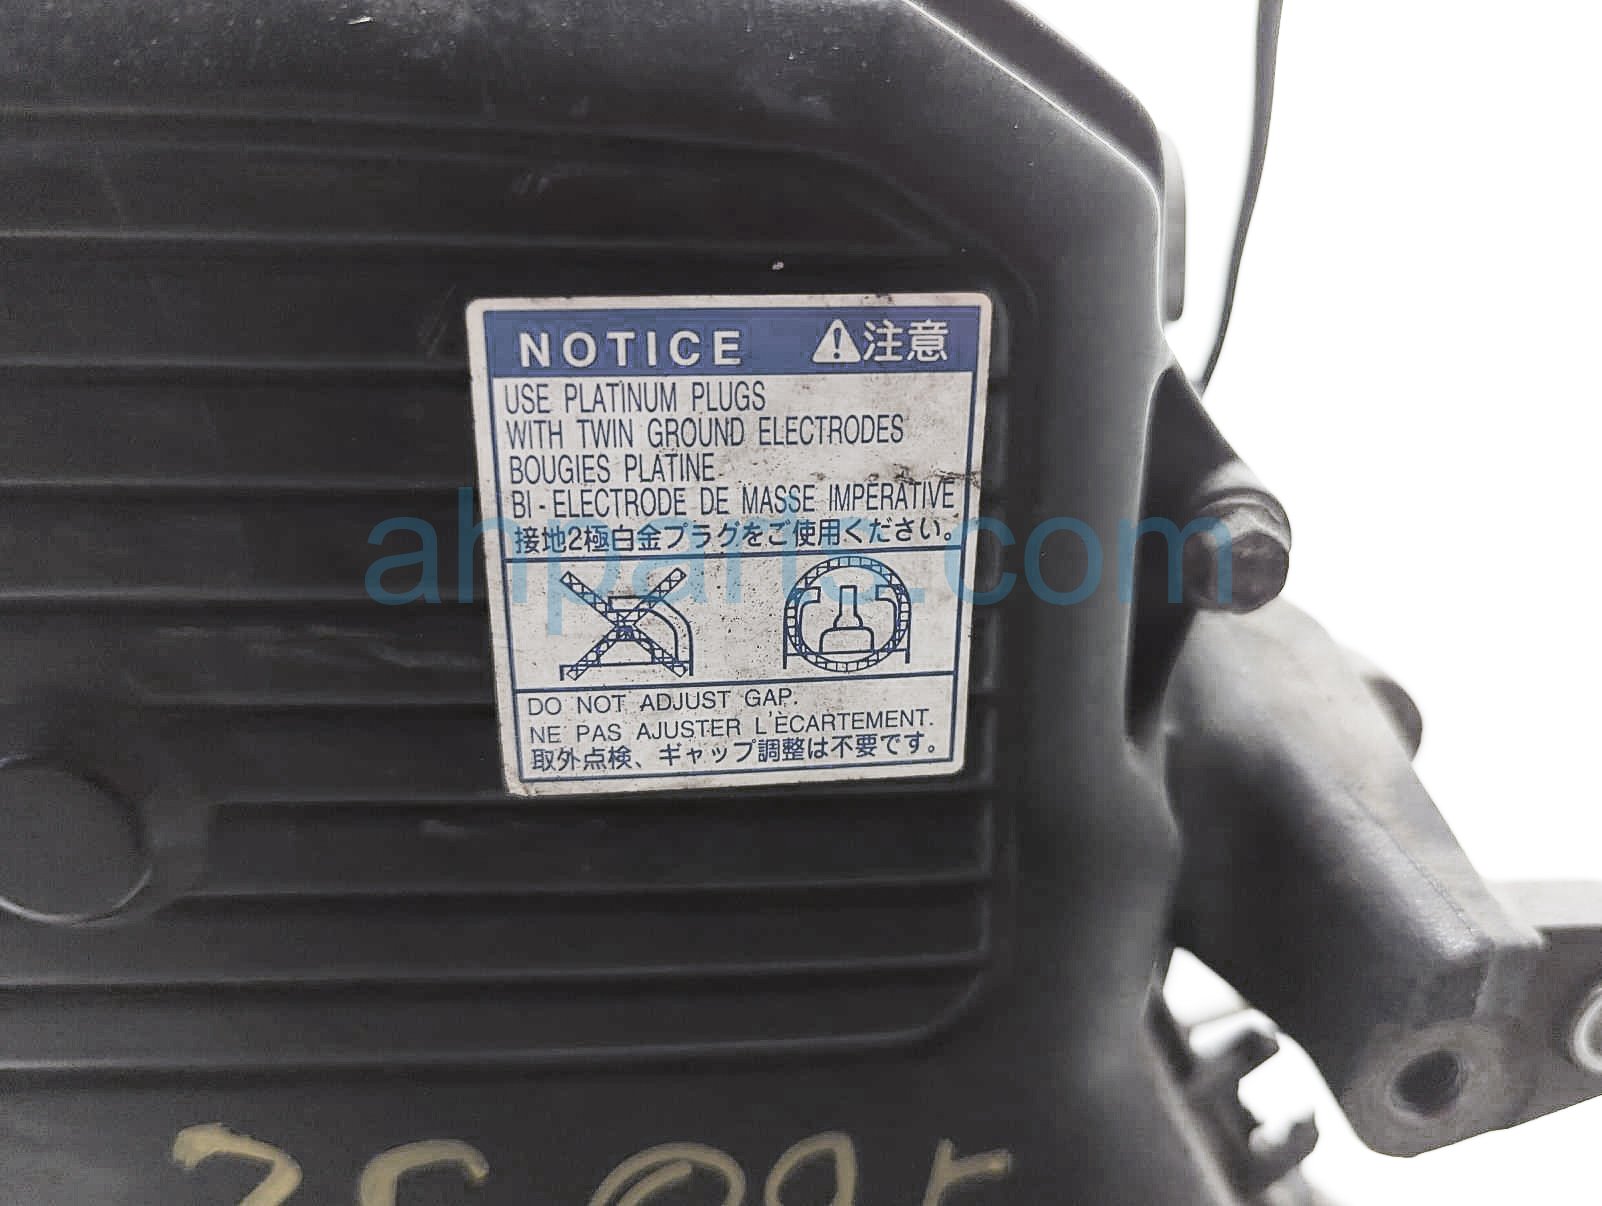 NOTICE ⚠注意
USE PLATINUM PLUGS
WITH TWIN GROUND ELECTRODES
BOUGIES PLATINE
BI-ELECTRODE DE MASSE IMPÉRATIVE
接地2極白金プラグをご使用ください。
ahparts.com
DO NOT ADJUST GAP.
NE PAS AJUSTER L'ÉCARTEMENT.
取外点検、ギャップ調整は不要です。